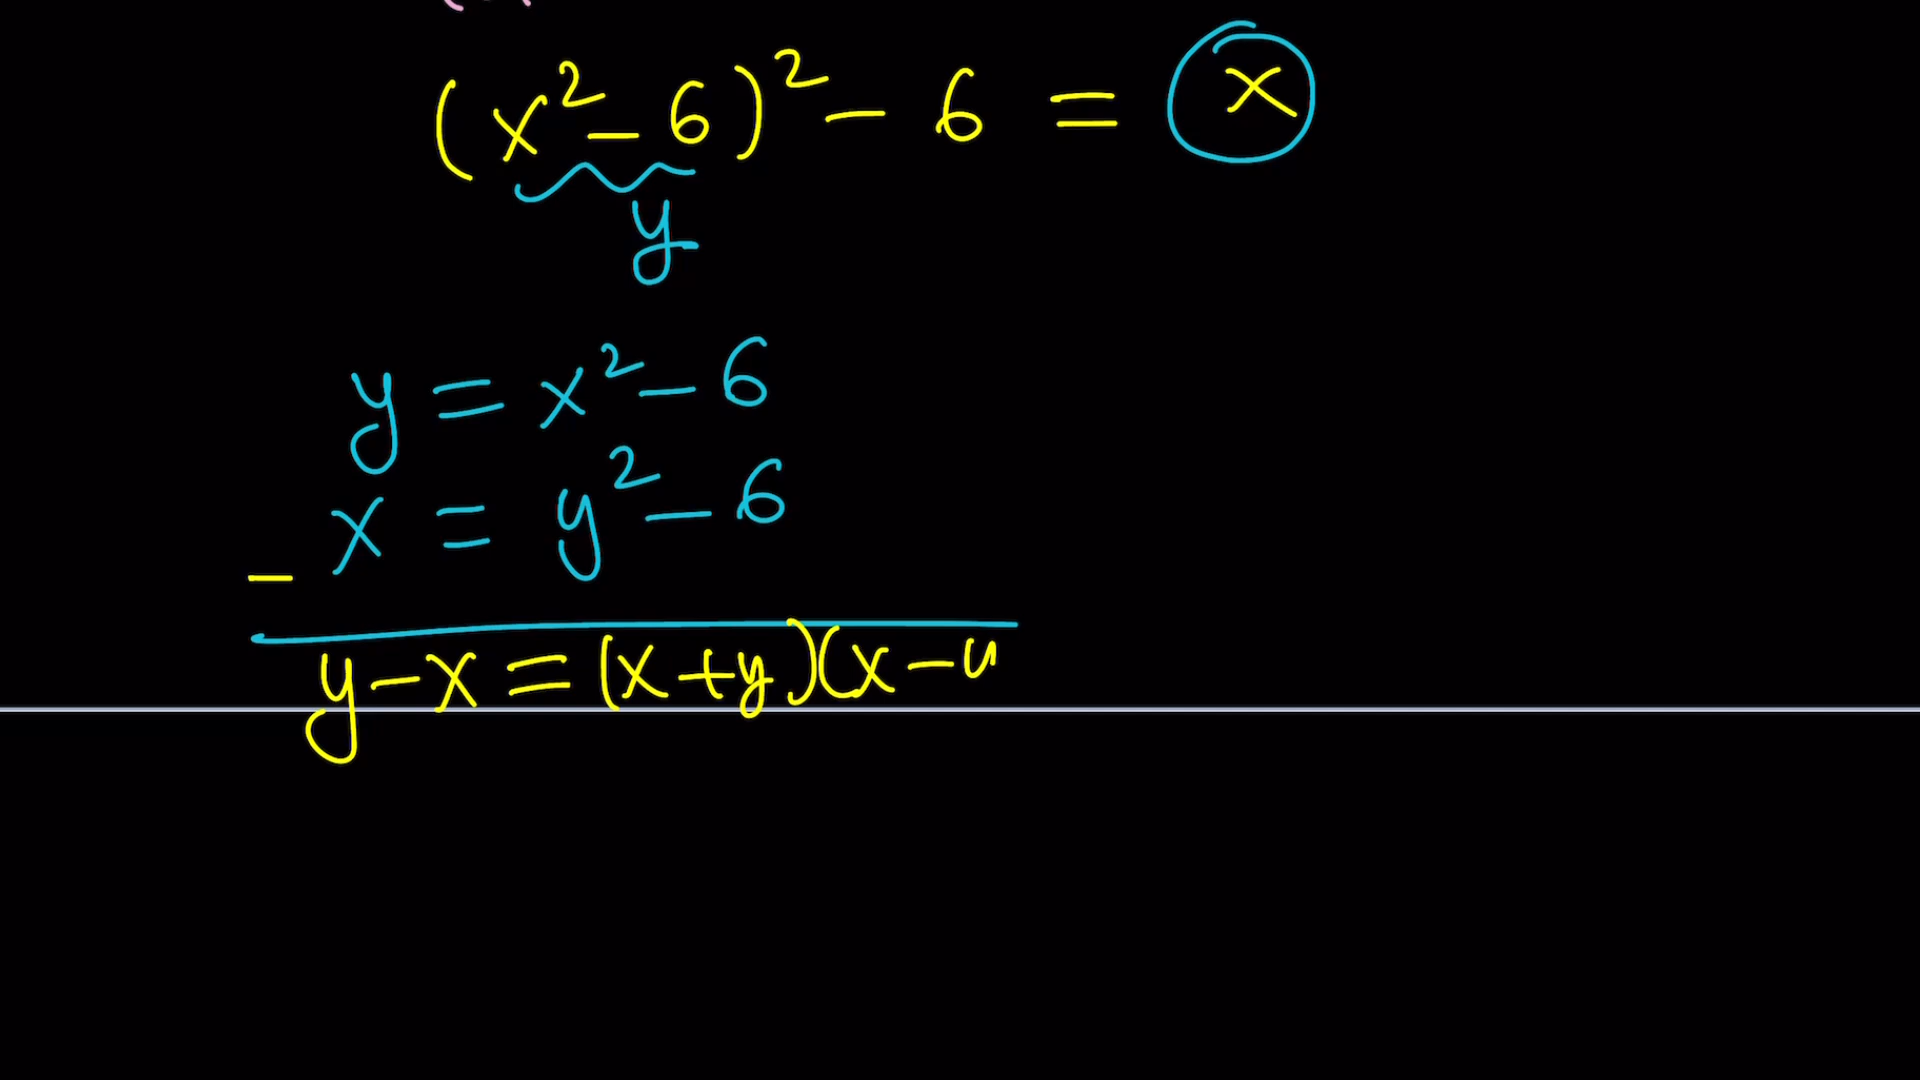 (x²-6)²-6 = x
y
y = x²-6
x = y²-6
-
y-x=(x+y)(x-